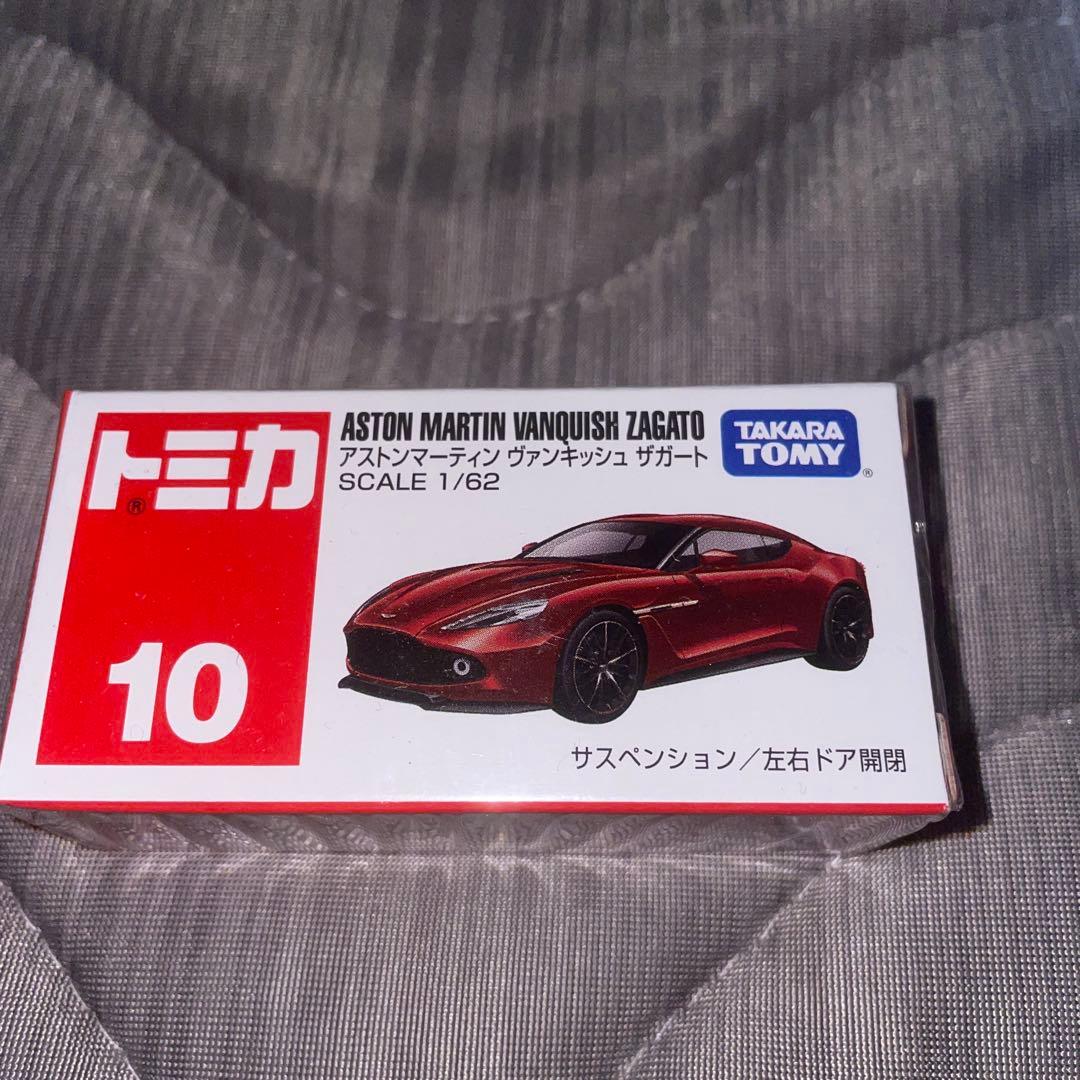 トミカ®
10
ASTON MARTIN VANQUISH ZAGATO
アストンマーティン ヴァンキッシュ ザガート
SCALE 1/62
TAKARA
TOMY®
サスペンション／左右ドア開閉